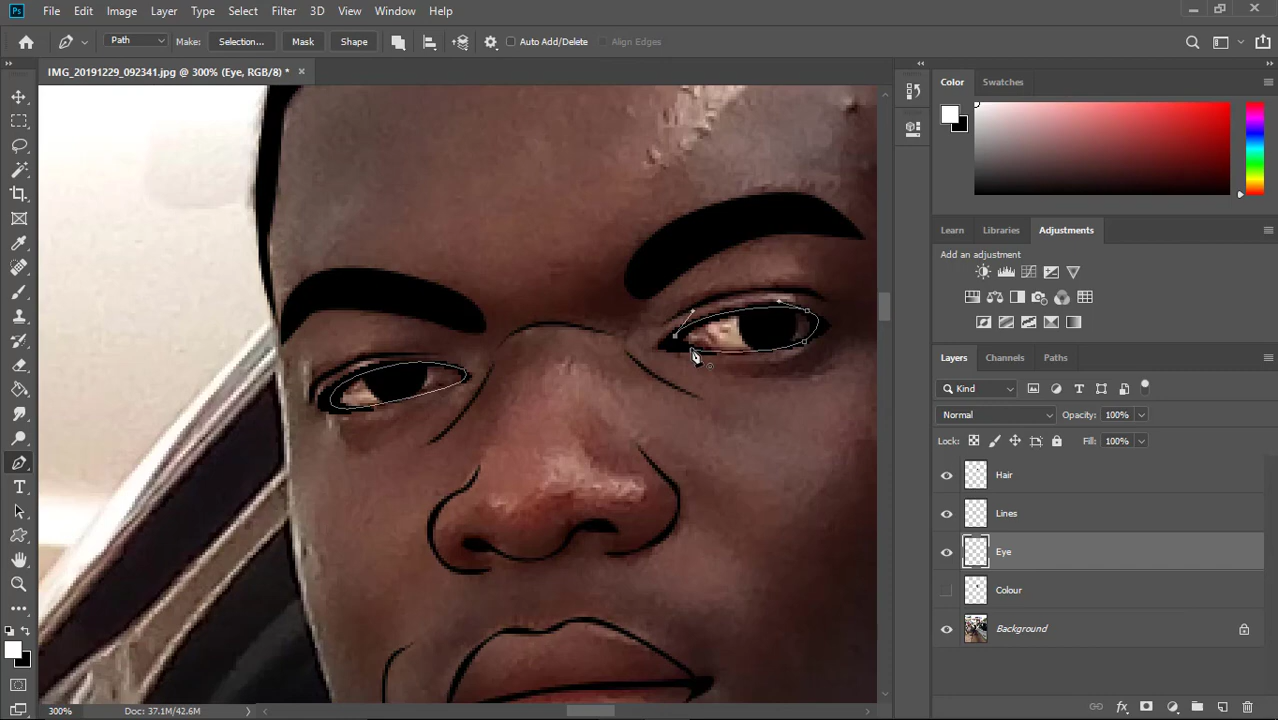 Ps File Edit Image Layer Type Select Filter 3D View Window Help
Path Make: Selection... Mask Shape Auto Add/Delete Align Edges
IMG_20191229_092341.jpg @ 300% (Eye, RGB/8) *
Color Swatches
Learn Libraries Adjustments
Add an adjustment
Layers Channels Paths
Kind
Normal Opacity: 100%
Lock: Fill: 100%
Hair
Lines
Eye
Colour
Background
300% Doc: 37.1M/42.6M